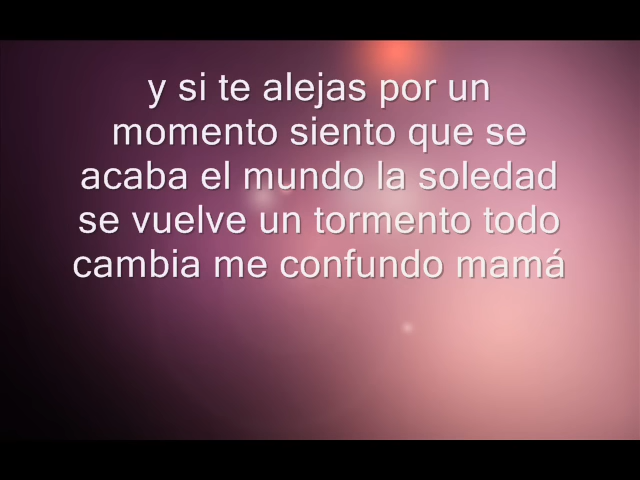 y si te alejas por un
momento siento que se
acaba el mundo la soledad
se vuelve un tormento todo
cambia me confundo mamá